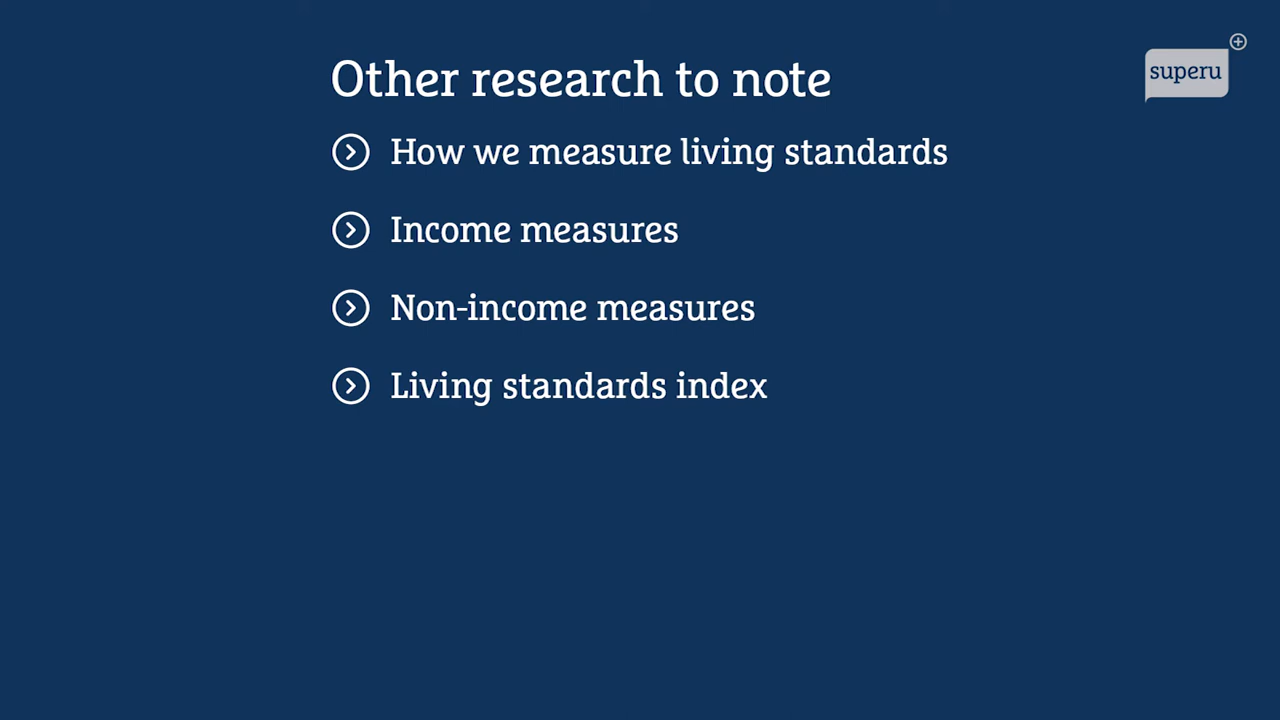 Other research to note
superu
How we measure living standards
Income measures
Non-income measures
Living standards index